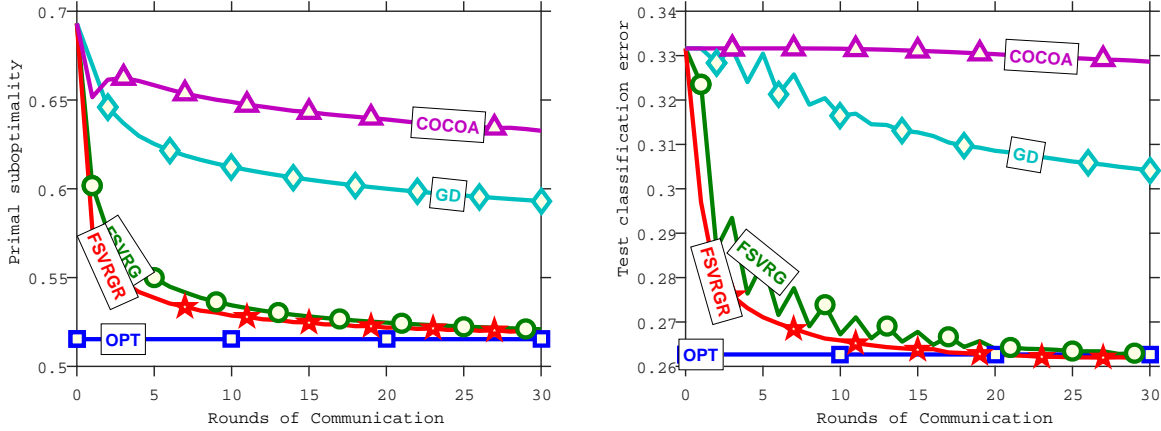 Primal suboptimality
0.7
0.65
0.6
0.55
0.5
COCOA
GD
FSVRG
FSVRGR
OPT
0 5 10 15 20 25 30
Rounds of Communication
Test classification error
0.34
0.33
0.32
0.31
0.3
0.29
0.28
0.27
0.26
COCOA
GD
FSVRG
FSVRGR
OPT
0 5 10 15 20 25 30
Rounds of Communication